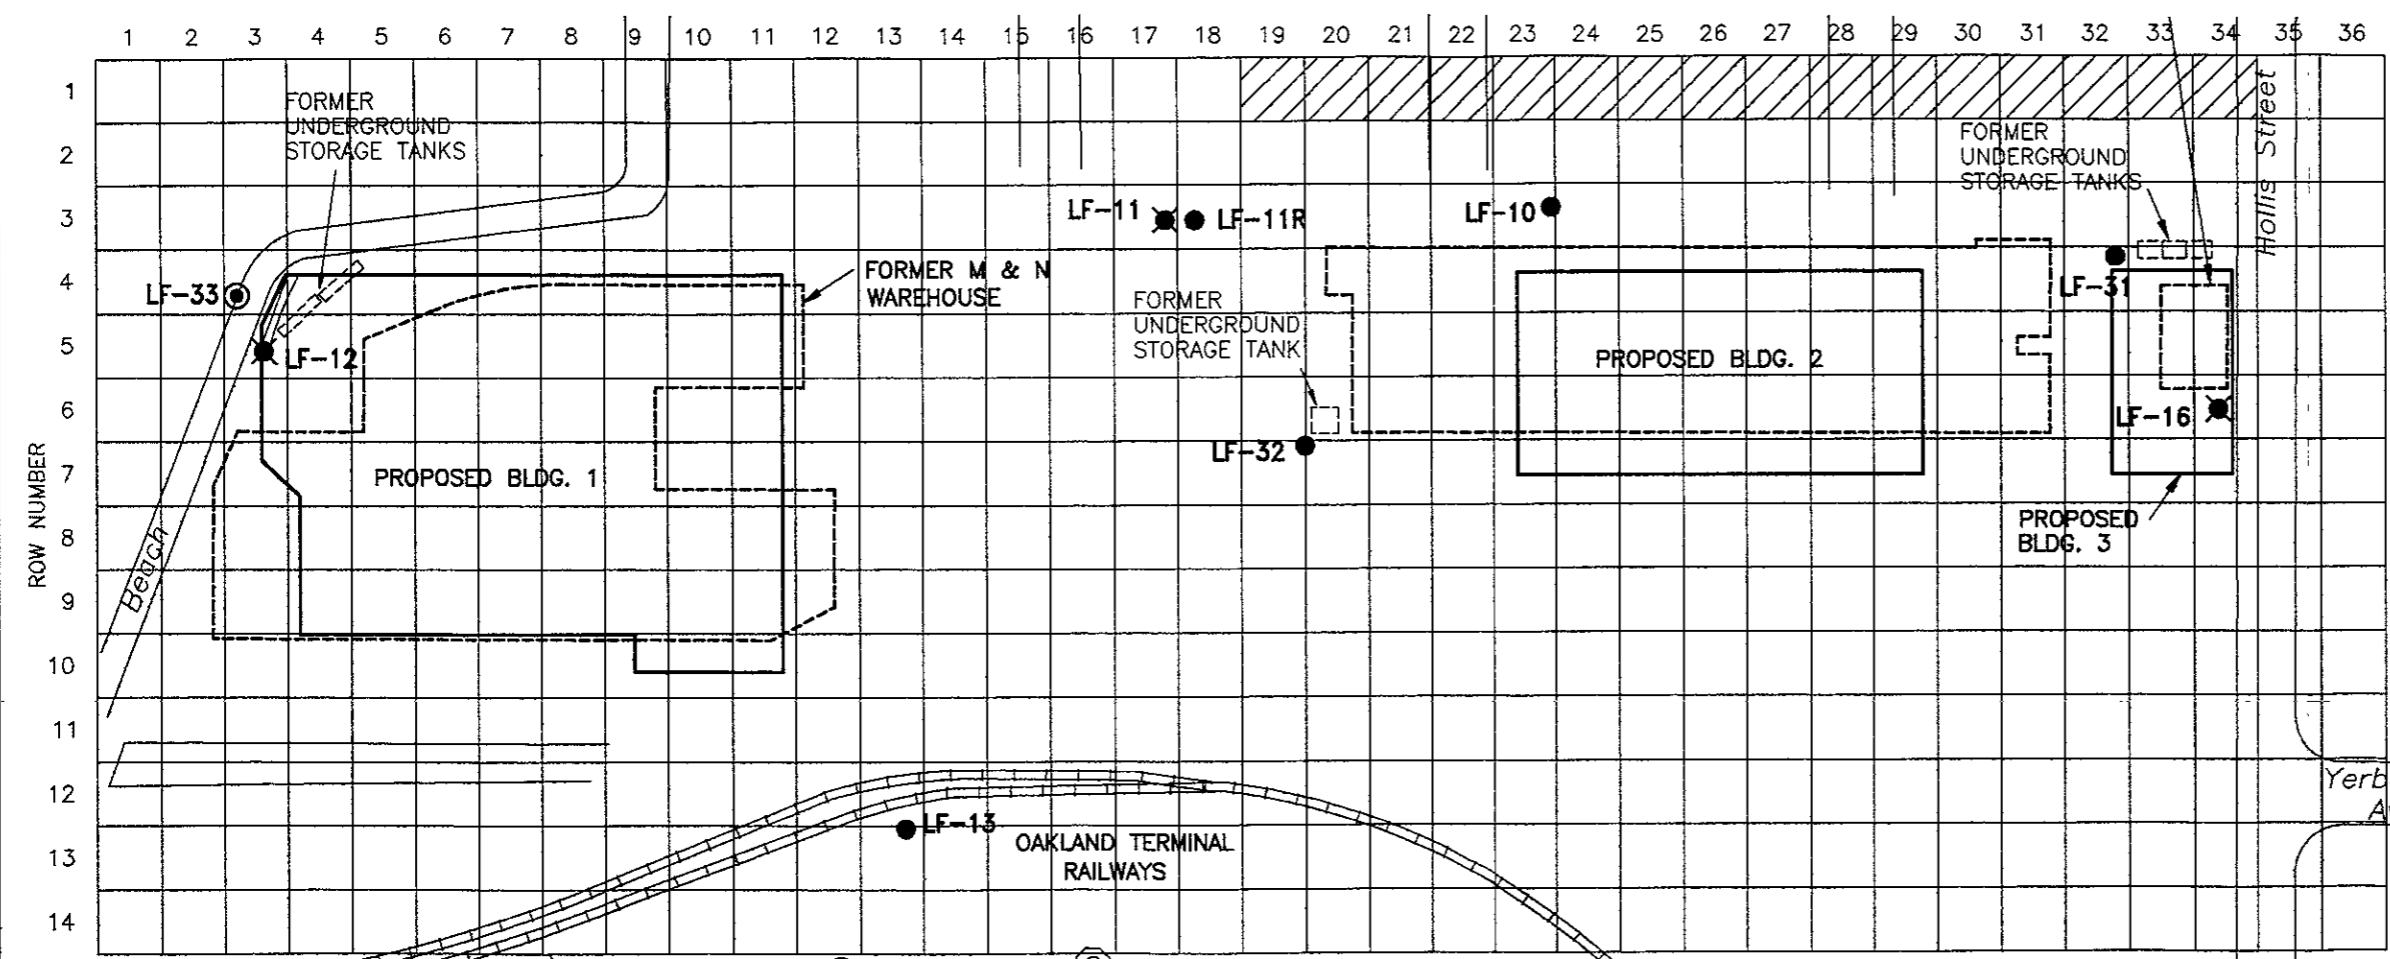 1 2 3 4 5 6 7 8 9 10 11 12 13 14 15 16 17 18 19 20 21 22 23 24 25 26 27 28 29 30 31 32 33 34 35 36
ROW NUMBER
1
2
3
4
5
6
7
8
9
10
11
12
13
14
FORMER
UNDERGROUND
STORAGE TANKS
FORMER
UNDERGROUND
STORAGE TANKS
Hollis Street
LF-11
LF-11R
LF-10
LF-33
FORMER M & N
WAREHOUSE
FORMER
UNDERGROUND
STORAGE TANK
LF-31
LF-12
PROPOSED BLDG. 2
LF-16
LF-32
PROPOSED BLDG. 1
PROPOSED
BLDG. 3
Beach
Yerb
A
LF-13
OAKLAND TERMINAL
RAILWAYS